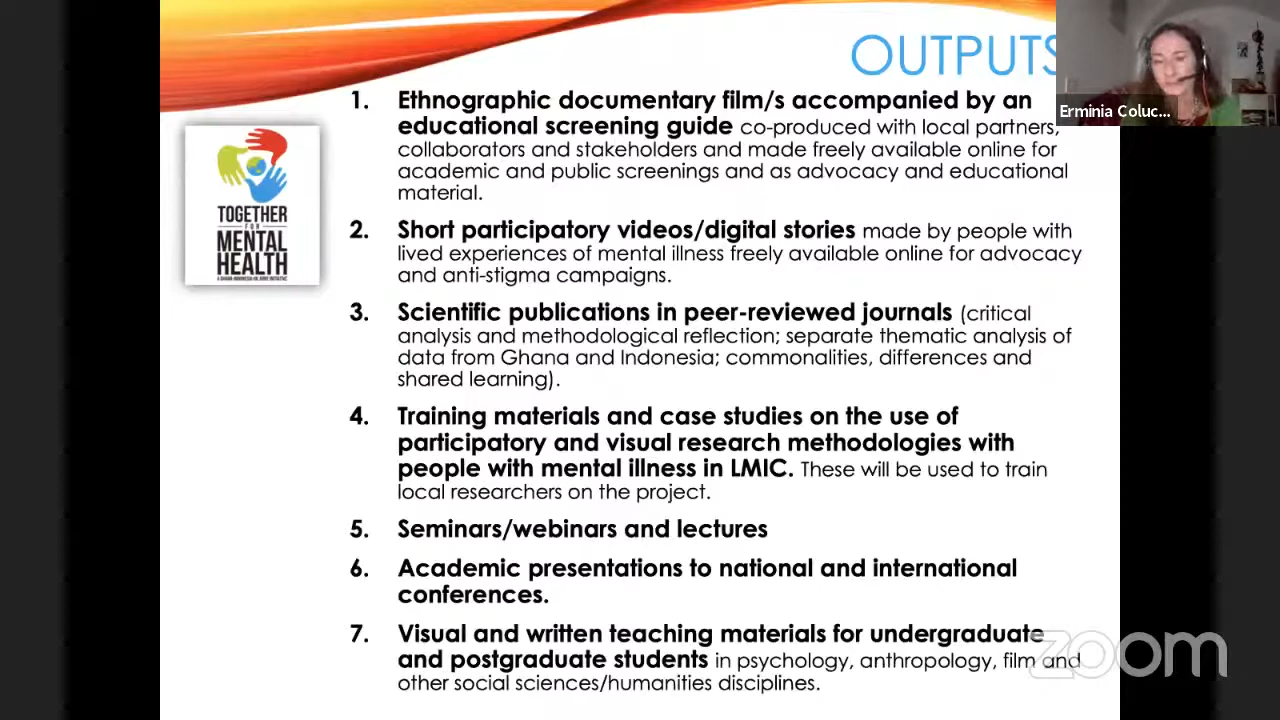 OUTPUTS
Erminia Coluc...
1. Ethnographic documentary film/s accompanied by an
educational screening guide co-produced with local partners,
collaborators and stakeholders and made freely available online for
academic and public screenings and as advocacy and educational
material.
TOGETHER
FOR
MENTAL
HEALTH
A GHANA-INDONESIA-UK JOINT INITIATIVE
2. Short participatory videos/digital stories made by people with
lived experiences of mental illness freely available online for advocacy
and anti-stigma campaigns.
3. Scientific publications in peer-reviewed journals (critical
analysis and methodological reflection; separate thematic analysis of
data from Ghana and Indonesia; commonalities, differences and
shared learning).
4. Training materials and case studies on the use of
participatory and visual research methodologies with
people with mental illness in LMIC. These will be used to train
local researchers on the project.
5. Seminars/webinars and lectures
6. Academic presentations to national and international
conferences.
7. Visual and written teaching materials for undergraduate
and postgraduate students in psychology, anthropology, film and
other social sciences/humanities disciplines.
zoom